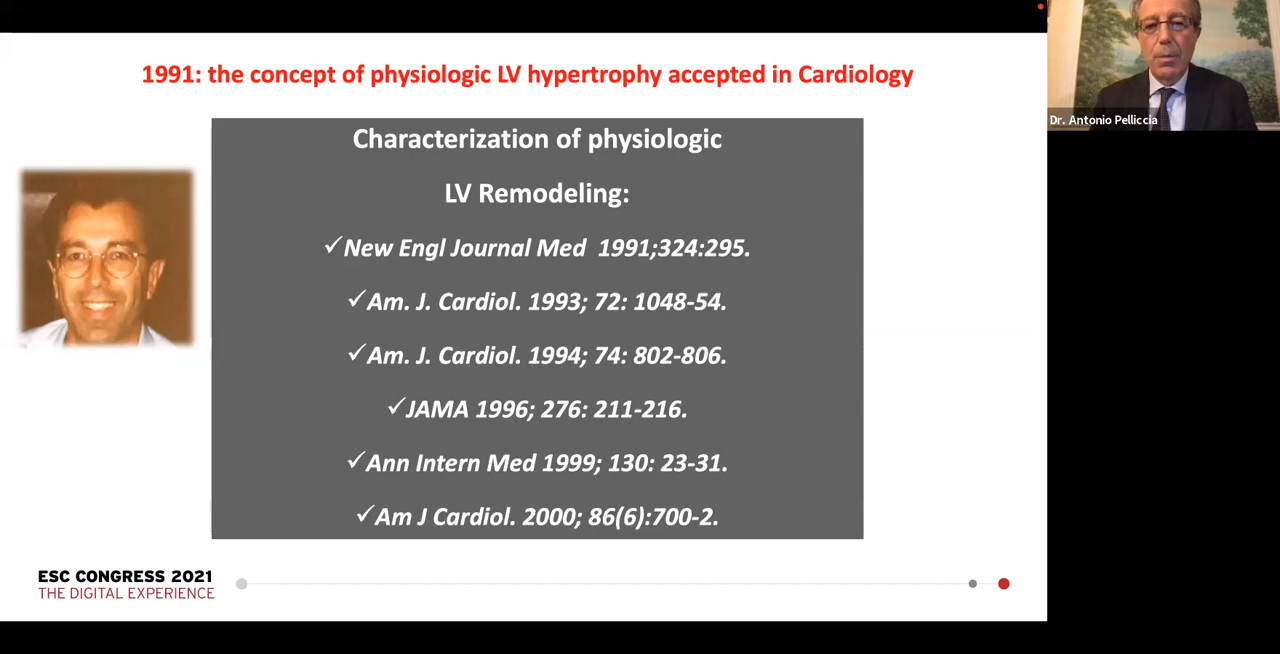 1991: the concept of physiologic LV hypertrophy accepted in Cardiology
Dr. Antonio Pelliccia
Characterization of physiologic
LV Remodeling:
✓New Engl Journal Med 1991;324:295.
✓Am. J. Cardiol. 1993; 72: 1048-54.
✓Am. J. Cardiol. 1994; 74: 802-806.
✓JAMA 1996; 276: 211-216.
✓Ann Intern Med 1999; 130: 23-31.
✓Am J Cardiol. 2000; 86(6):700-2.
ESC CONGRESS 2021
THE DIGITAL EXPERIENCE